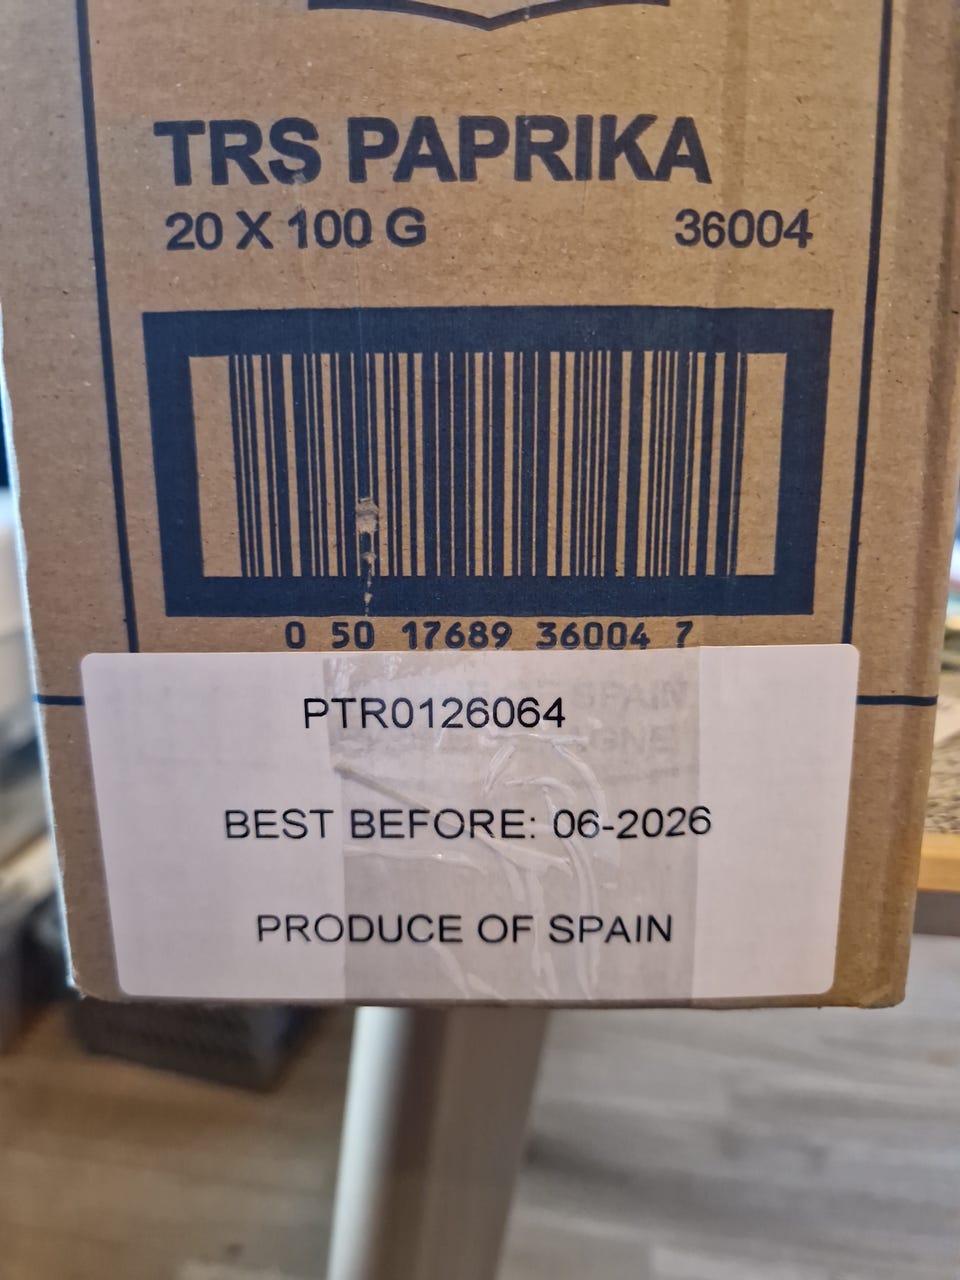 TRS PAPRIKA
20 X 100 G 36004
0 50 17689 36004 7
PTR0126064
BEST BEFORE: 06-2026
PRODUCE OF SPAIN